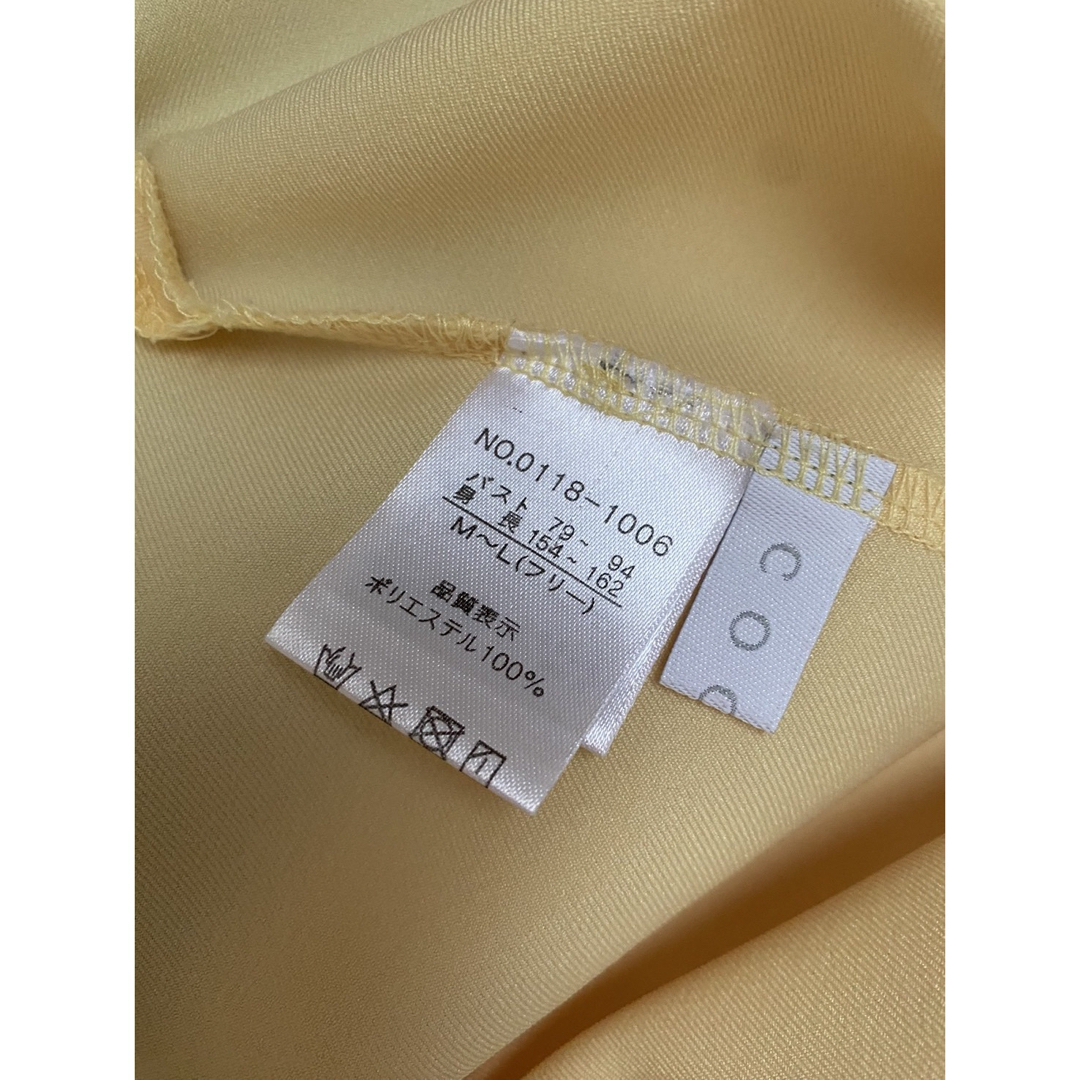 NO.0118-1006
バスト 79~ 94
身 長 154~ 162
M～L(フリー)
品質表示
ポリエステル100%
C
O
C